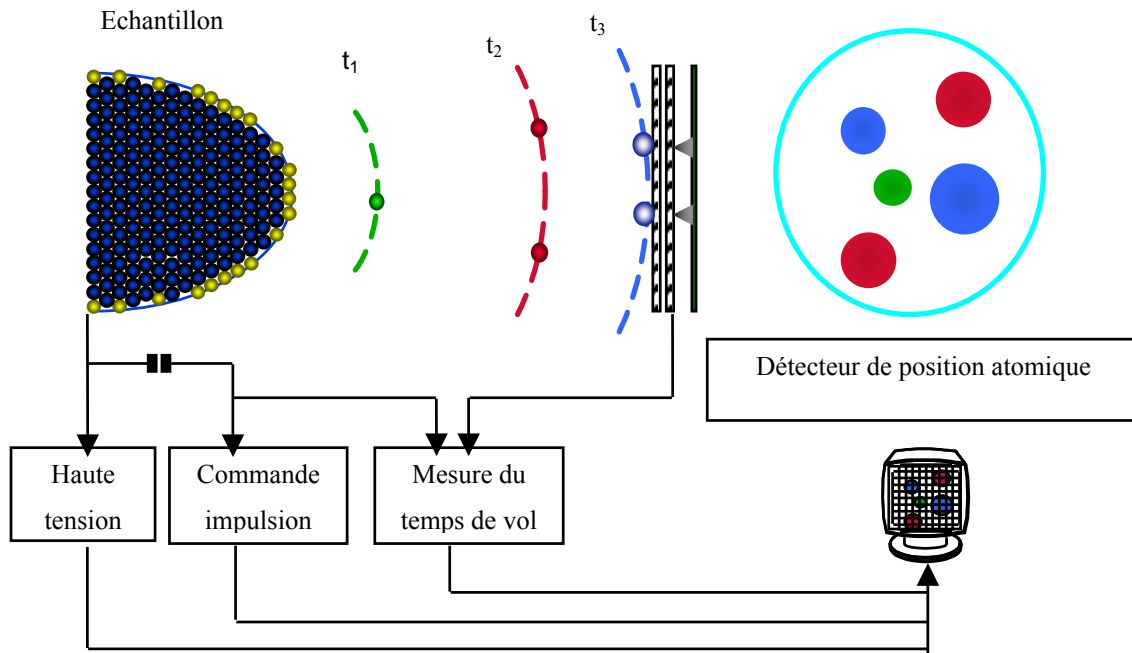 Echantillon
t1
t2
t3
Détecteur de position atomique
Haute
tension
Commande
impulsion
Mesure du
temps de vol